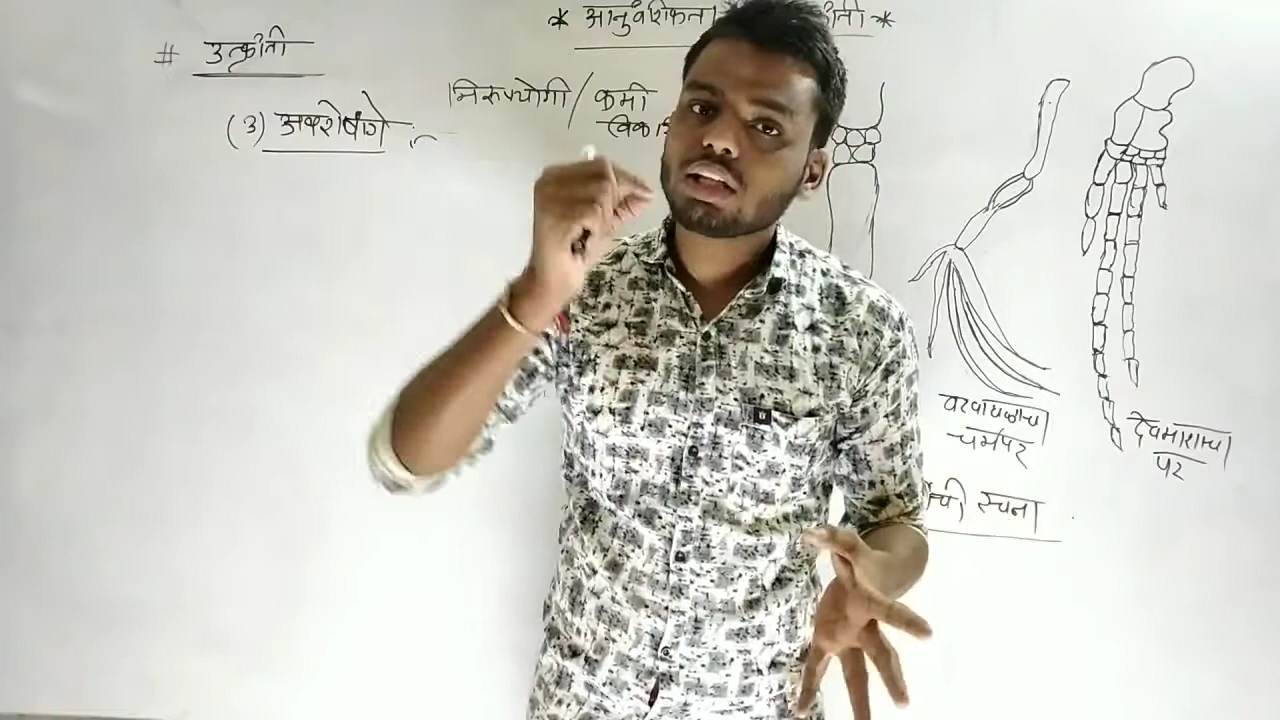 * आनुवंशिकता
*
# उत्क्रांती
निरुपयोगी / कमी
(3) अवशेषांगे :-
वटवाघळाचा
चर्मपर
देवमाशाचा
पर
रचना